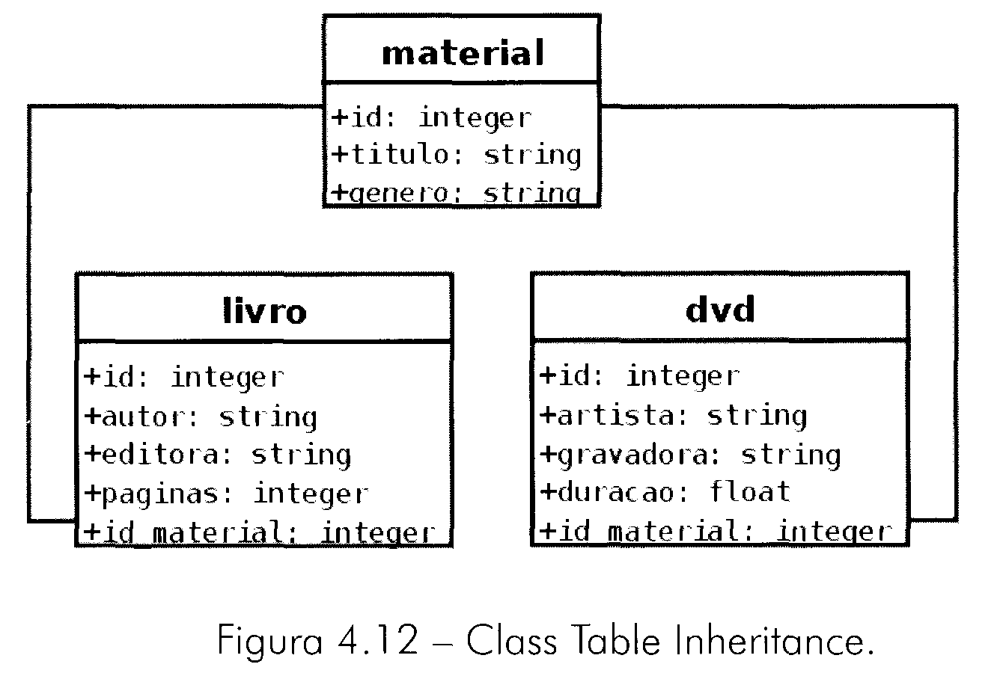 material
+id: integer
+titulo: string
+genero: string
livro
+id: integer
+autor: string
+editora: string
+paginas: integer
+id_material: integer
dvd
+id: integer
+artista: string
+gravadora: string
+duracao: float
+id_material: integer
Figura 4.12 – Class Table Inheritance.